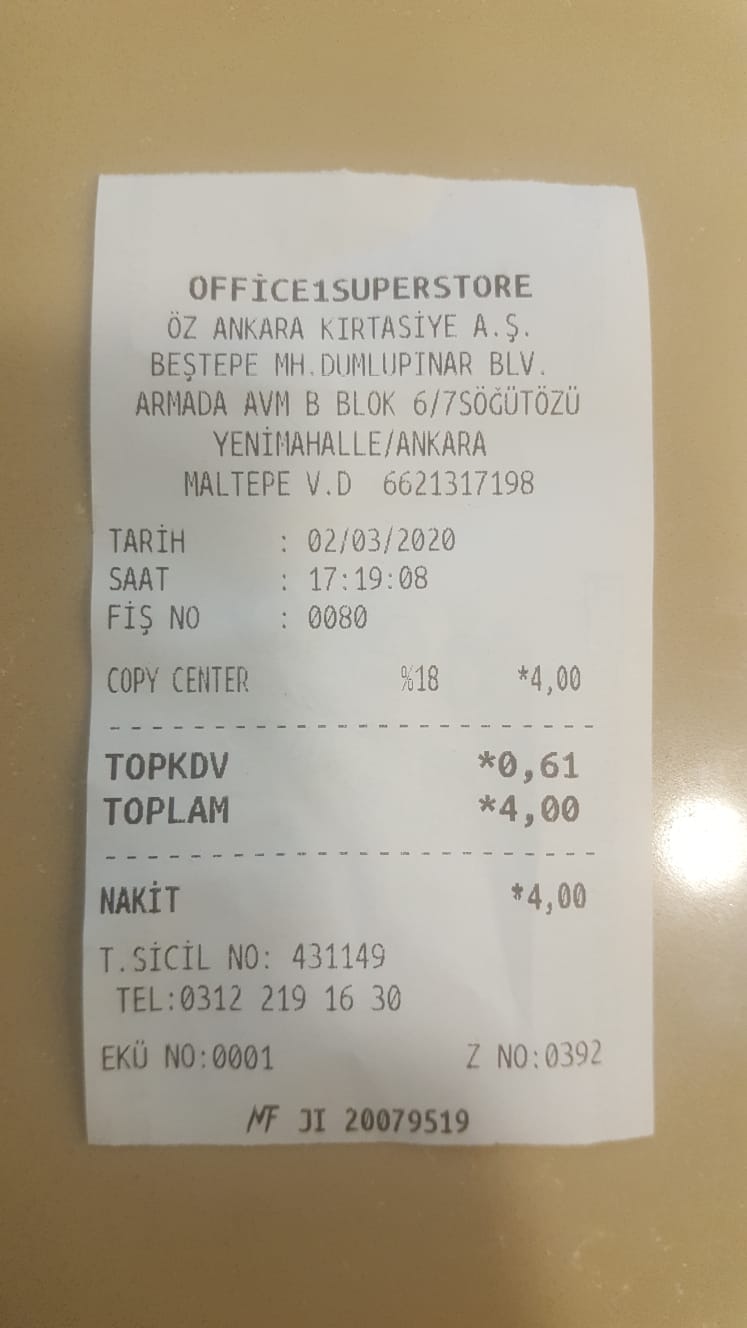 OFFİCE1SUPERSTORE
ÖZ ANKARA KIRTASİYE A.Ş.
BEŞTEPE MH.DUMLUPINAR BLV.
ARMADA AVM B BLOK 6/7SÖĞÜTÖZÜ
YENİMAHALLE/ANKARA
MALTEPE V.D 6621317198
TARİH : 02/03/2020
SAAT : 17:19:08
FİŞ NO : 0080
COPY CENTER %18 *4,00
TOPKDV *0,61
TOPLAM *4,00
NAKİT *4,00
T.SİCİL NO: 431149
TEL:0312 219 16 30
EKÜ NO:0001 Z NO:0392
MF JI 20079519